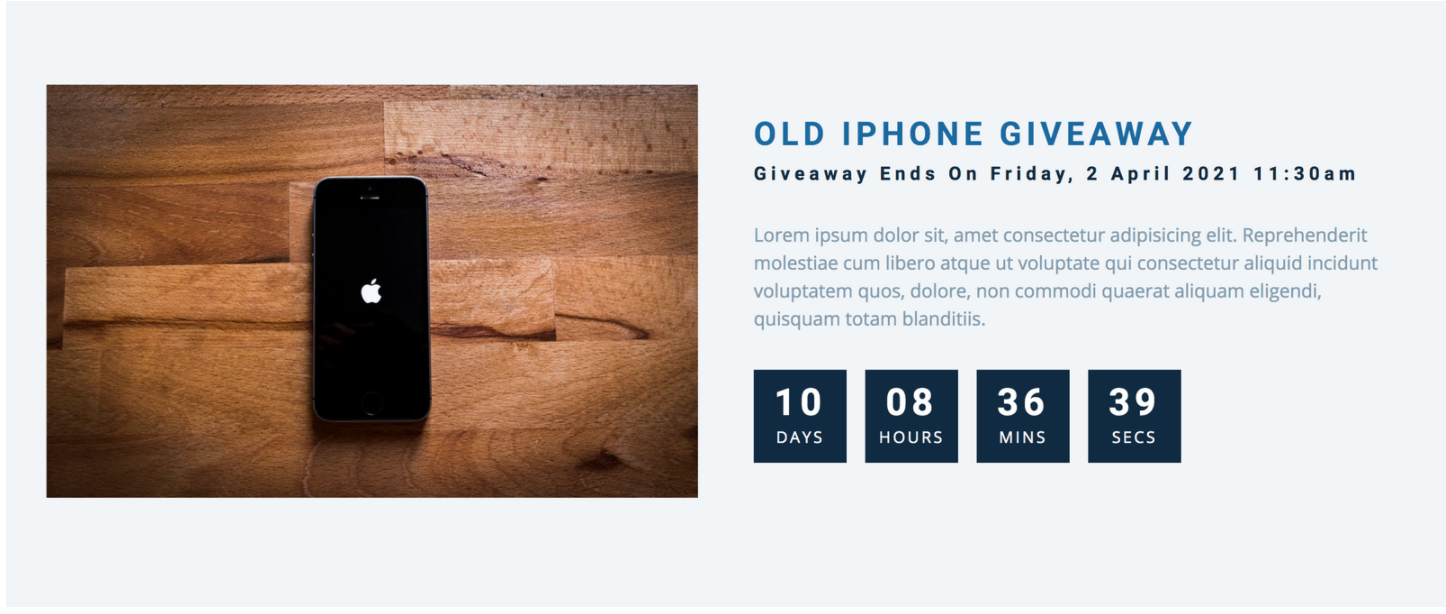 OLD IPHONE GIVEAWAY
Giveaway Ends On Friday, 2 April 2021 11:30am
Lorem ipsum dolor sit, amet consectetur adipisicing elit. Reprehenderit
molestiae cum libero atque ut voluptate qui consectetur aliquid incidunt
voluptatem quos, dolore, non commodi quaerat aliquam eligendi,
quisquam totam blanditiis.
10 08 36 39
DAYS HOURS MINS SECS